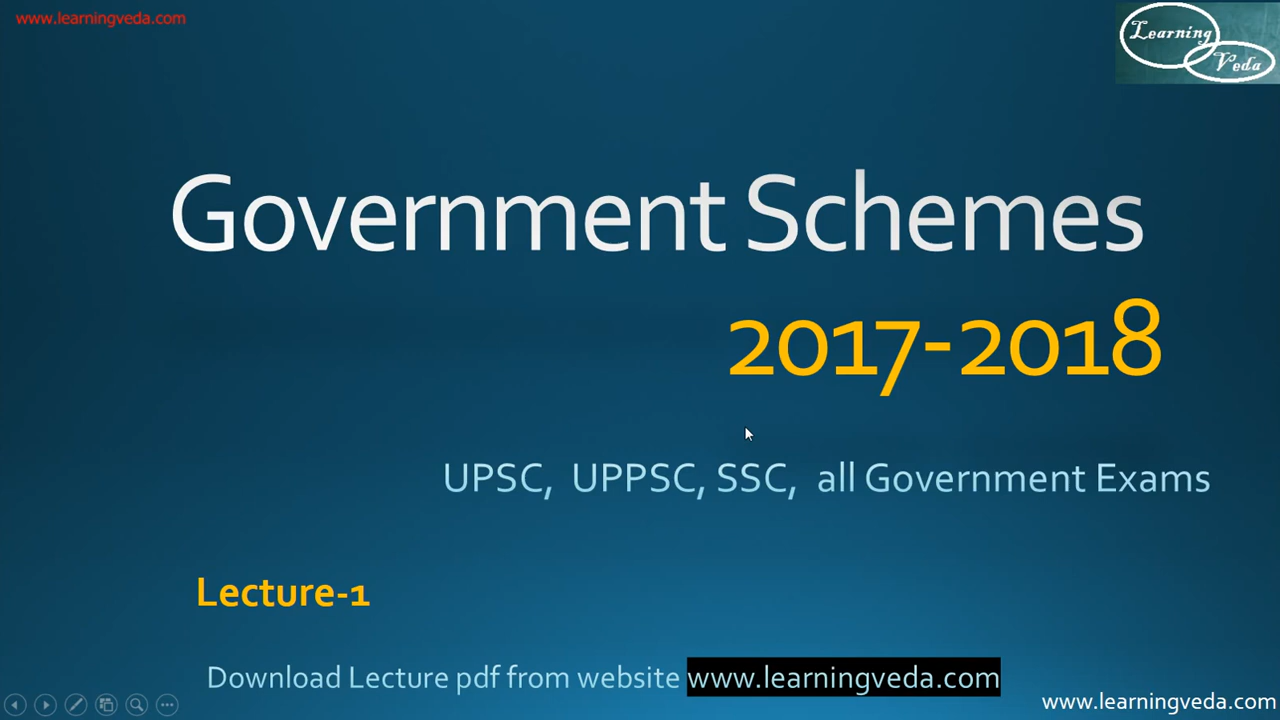 www.learningveda.com
Learning
Veda
Government Schemes
2017-2018
UPSC, UPPSC, SSC, all Government Exams
Lecture-1
Download Lecture pdf from website www.learningveda.com
www.learningveda.com